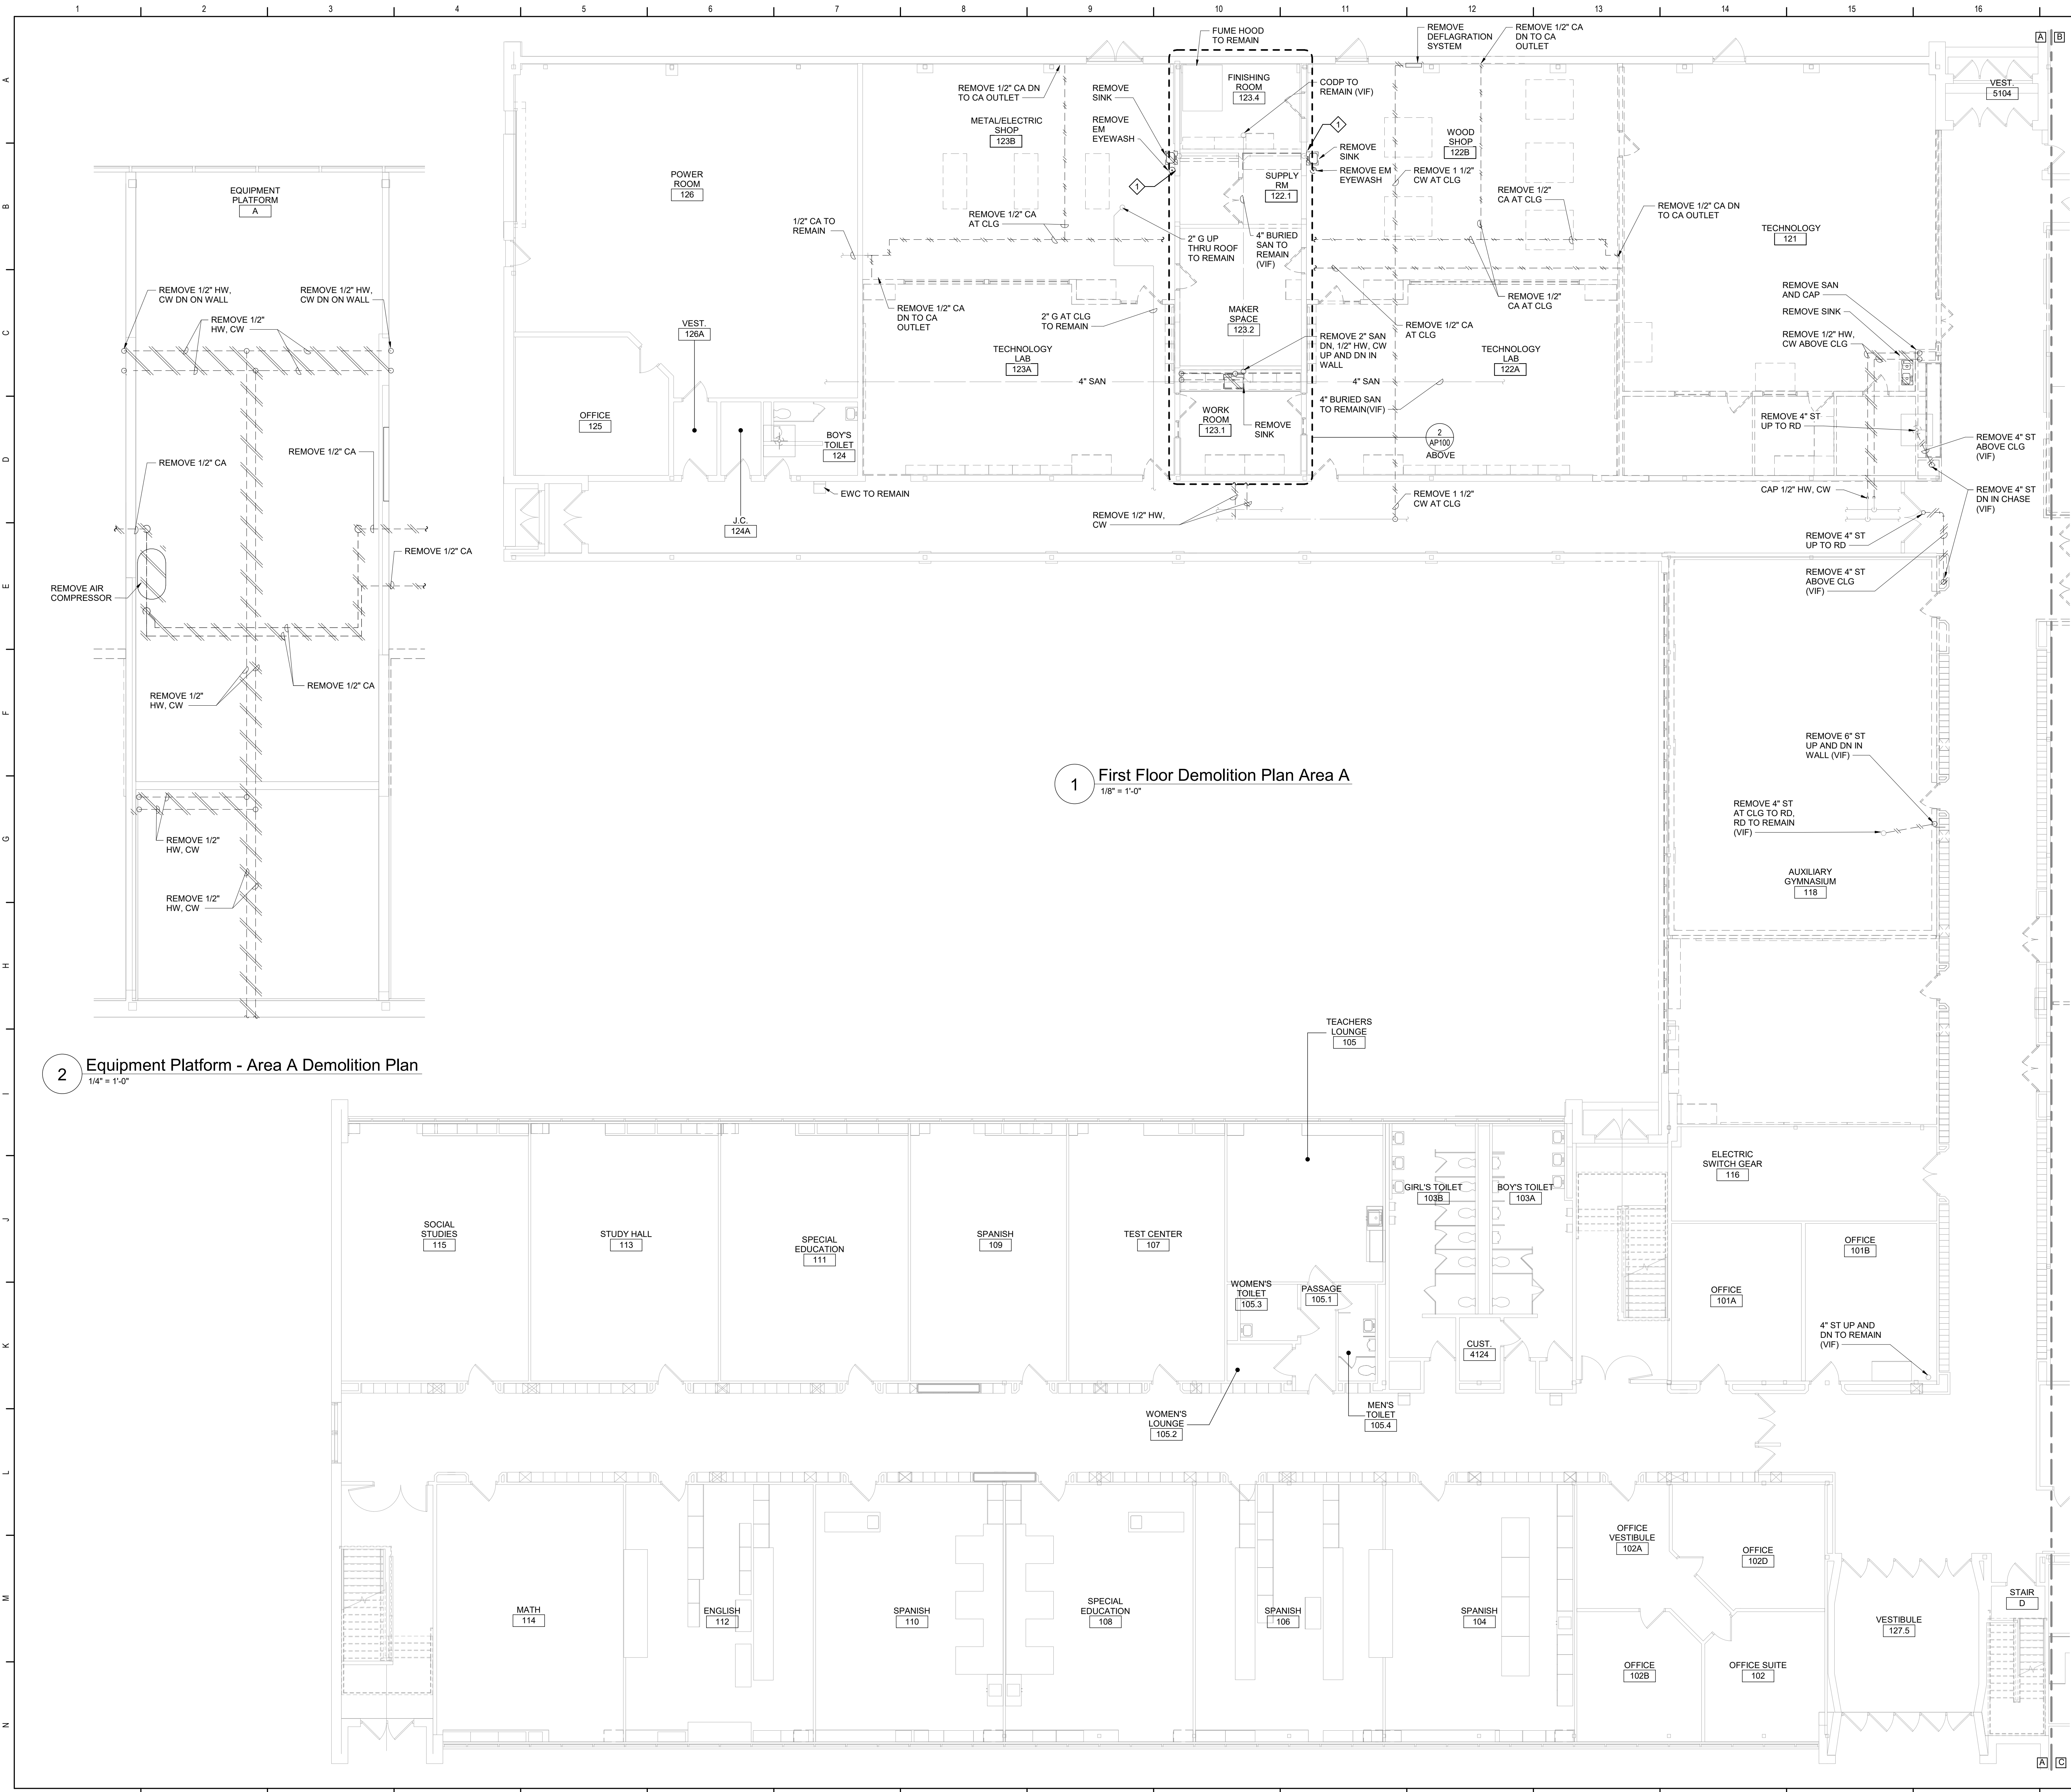 1 2 3 4 5 6 7 8 9 10 11 12 13 14 15 16
A
B
C
D
E
F
G
H
I
J
K
L
M
N
A B
A C
EQUIPMENT
PLATFORM
A
REMOVE 1/2" HW,
CW DN ON WALL
REMOVE 1/2" HW,
CW DN ON WALL
REMOVE 1/2"
HW, CW
REMOVE 1/2" CA
REMOVE 1/2" CA
REMOVE 1/2" CA
REMOVE AIR
COMPRESSOR
REMOVE 1/2" CA
REMOVE 1/2"
HW, CW
REMOVE 1/2"
HW, CW
REMOVE 1/2"
HW, CW
2
Equipment Platform - Area A Demolition Plan
1/4" = 1'-0"
FUME HOOD
TO REMAIN
REMOVE
DEFLAGRATION
SYSTEM
REMOVE 1/2" CA
DN TO CA
OUTLET
FINISHING
ROOM
123.4
CODP TO
REMAIN (VIF)
REMOVE 1/2" CA DN
TO CA OUTLET
REMOVE
SINK
REMOVE
EM
EYEWASH
METAL/ELECTRIC
SHOP
123B
1
1
REMOVE
SINK
REMOVE EM
EYEWASH
WOOD
SHOP
122B
REMOVE 1 1/2"
CW AT CLG
REMOVE 1/2"
CA AT CLG
VEST.
5104
POWER
ROOM
126
SUPPLY
RM
122.1
1/2" CA TO
REMAIN
REMOVE 1/2" CA
AT CLG
2" G UP
THRU ROOF
TO REMAIN
4" BURIED
SAN TO
REMAIN
(VIF)
REMOVE 1/2" CA DN
TO CA OUTLET
TECHNOLOGY
121
REMOVE 1/2" CA
DN TO CA
OUTLET
2" G AT CLG
TO REMAIN
MAKER
SPACE
123.2
REMOVE 1/2"
CA AT CLG
REMOVE 1/2" CA
AT CLG
REMOVE SAN
AND CAP
REMOVE SINK
REMOVE 1/2" HW,
CW ABOVE CLG
VEST.
126A
TECHNOLOGY
LAB
123A
REMOVE 2" SAN
DN, 1/2" HW, CW
UP AND DN IN
WALL
TECHNOLOGY
LAB
122A
4" SAN
4" SAN
4" BURIED SAN
TO REMAIN(VIF)
OFFICE
125
BOY'S
TOILET
124
WORK
ROOM
123.1
REMOVE
SINK
2
AP100
ABOVE
REMOVE 4" ST
UP TO RD
REMOVE 4" ST
ABOVE CLG
(VIF)
EWC TO REMAIN
J.C.
124A
REMOVE 1/2" HW,
CW
REMOVE 1 1/2"
CW AT CLG
CAP 1/2" HW, CW
REMOVE 4" ST
DN IN CHASE
(VIF)
REMOVE 4" ST
UP TO RD
REMOVE 4" ST
ABOVE CLG
(VIF)
REMOVE 6" ST
UP AND DN IN
WALL (VIF)
1
First Floor Demolition Plan Area A
1/8" = 1'-0"
REMOVE 4" ST
AT CLG TO RD,
RD TO REMAIN
(VIF)
AUXILIARY
GYMNASIUM
118
TEACHERS
LOUNGE
105
ELECTRIC
SWITCH GEAR
116
SOCIAL
STUDIES
115
STUDY HALL
113
SPECIAL
EDUCATION
111
SPANISH
109
TEST CENTER
107
GIRL'S TOILET
103B
BOY'S TOILET
103A
OFFICE
101B
WOMEN'S
TOILET
105.3
PASSAGE
105.1
OFFICE
101A
CUST.
4124
4" ST UP AND
DN TO REMAIN
(VIF)
WOMEN'S
LOUNGE
105.2
MEN'S
TOILET
105.4
OFFICE
VESTIBULE
102A
OFFICE
102D
MATH
114
ENGLISH
112
SPANISH
110
SPECIAL
EDUCATION
108
SPANISH
106
SPANISH
104
VESTIBULE
127.5
STAIR
D
OFFICE
102B
OFFICE SUITE
102